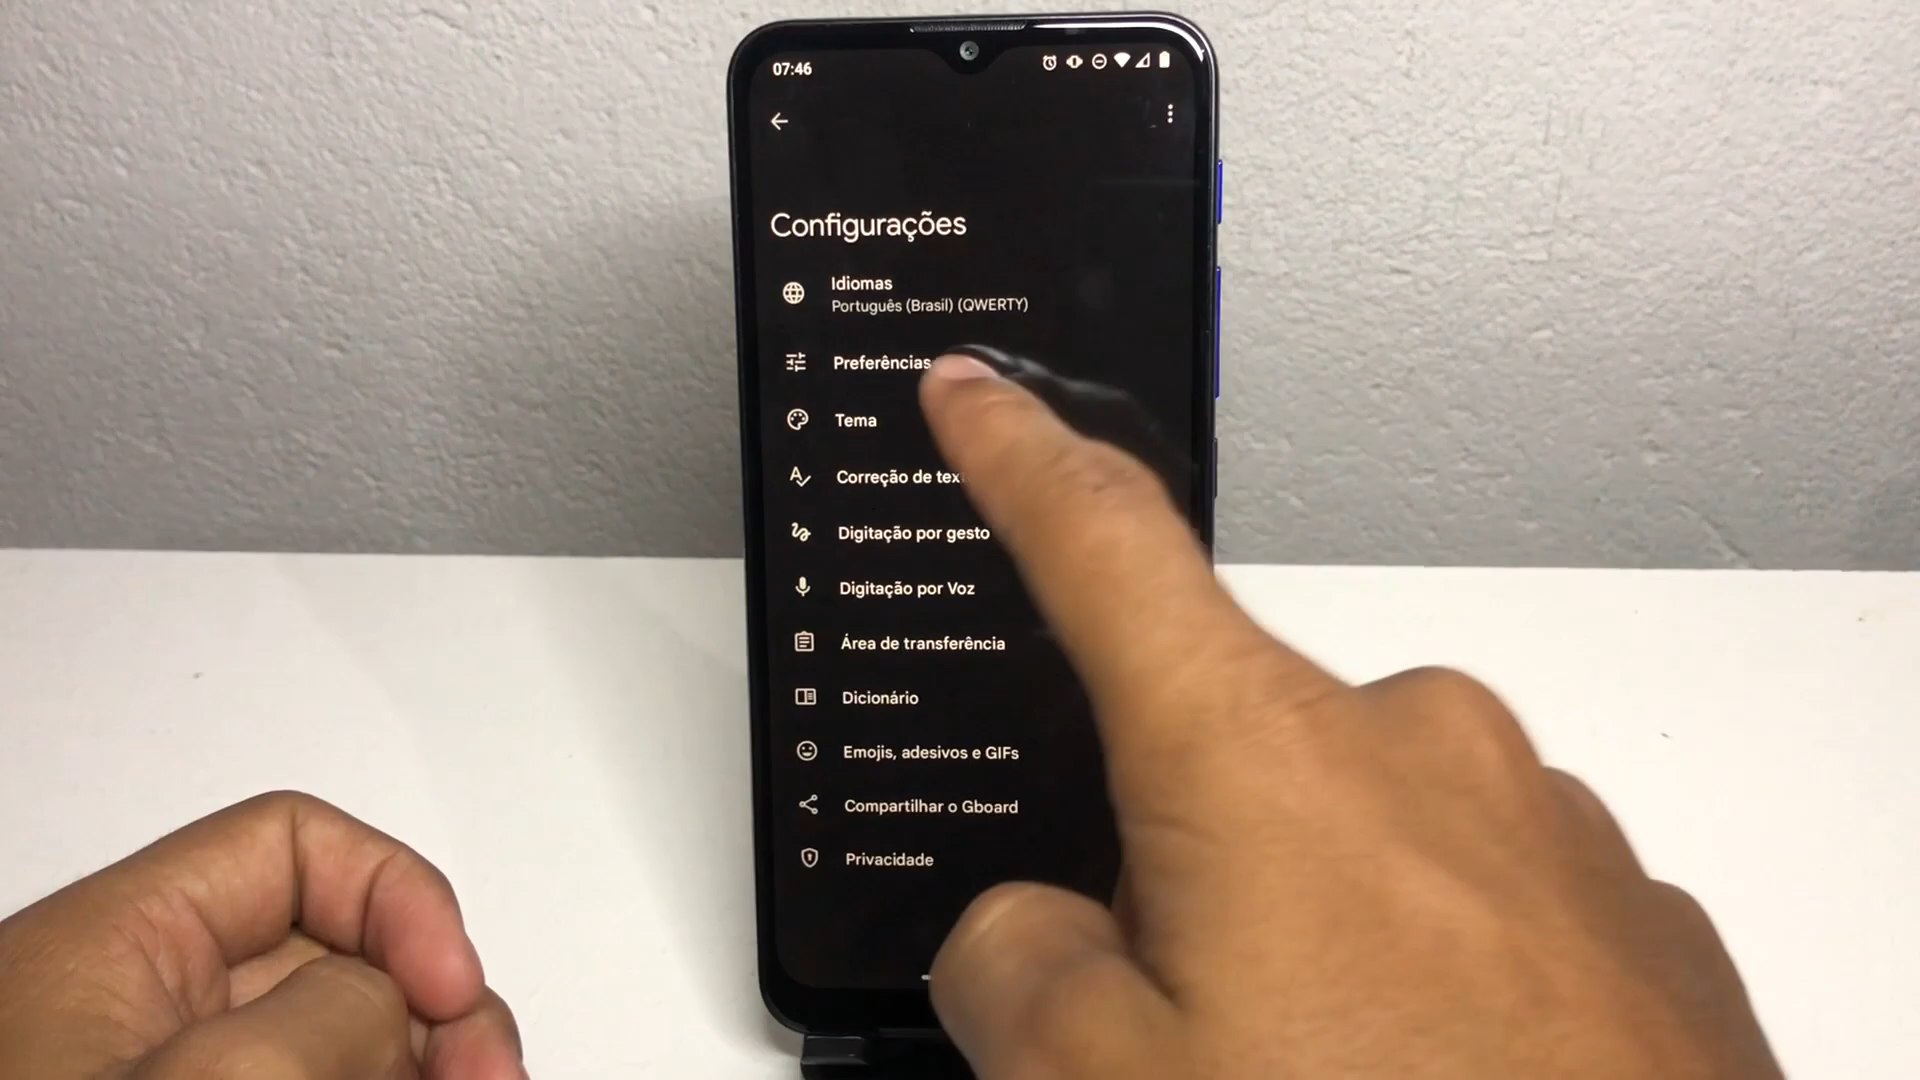 07:46
Configurações
Idiomas
Português (Brasil) (QWERTY)
Preferências
Tema
Correção de
Digitação por gesto
Digitação por Voz
Área de transferência
Dicionário
Emojis, adesivos e GIFs
Compartilhar o Gboard
Privacidade